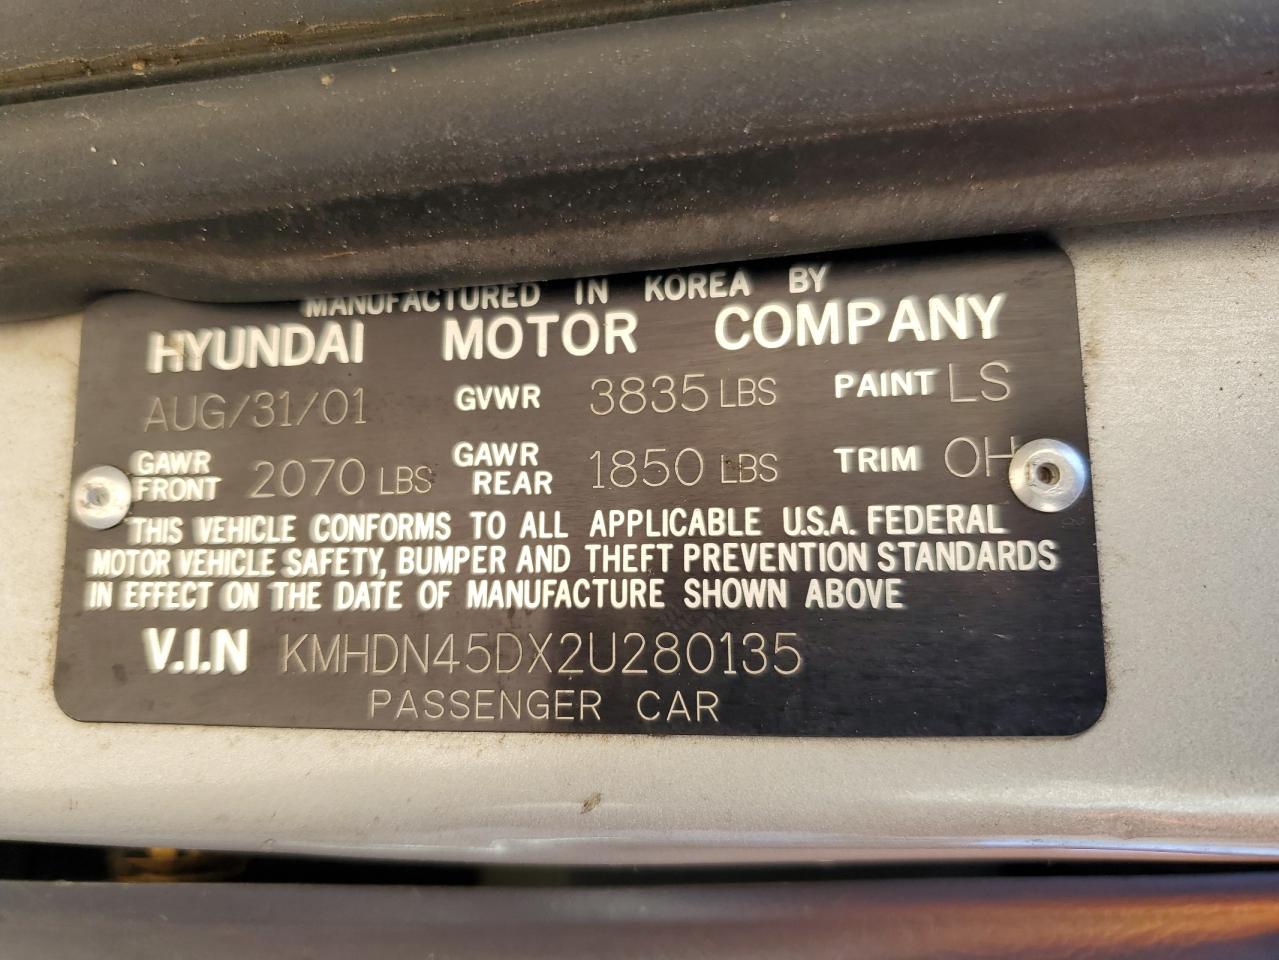 MANUFACTURED IN KOREA BY
HYUNDAI MOTOR COMPANY
AUG/31/01 GVWR 3835 LBS PAINT LS
GAWR FRONT 2070 LBS GAWR REAR 1850 LBS TRIM OH
THIS VEHICLE CONFORMS TO ALL APPLICABLE U.S.A. FEDERAL
MOTOR VEHICLE SAFETY, BUMPER AND THEFT PREVENTION STANDARDS
IN EFFECT ON THE DATE OF MANUFACTURE SHOWN ABOVE
V.I.N KMHDN45DX2U280135
PASSENGER CAR